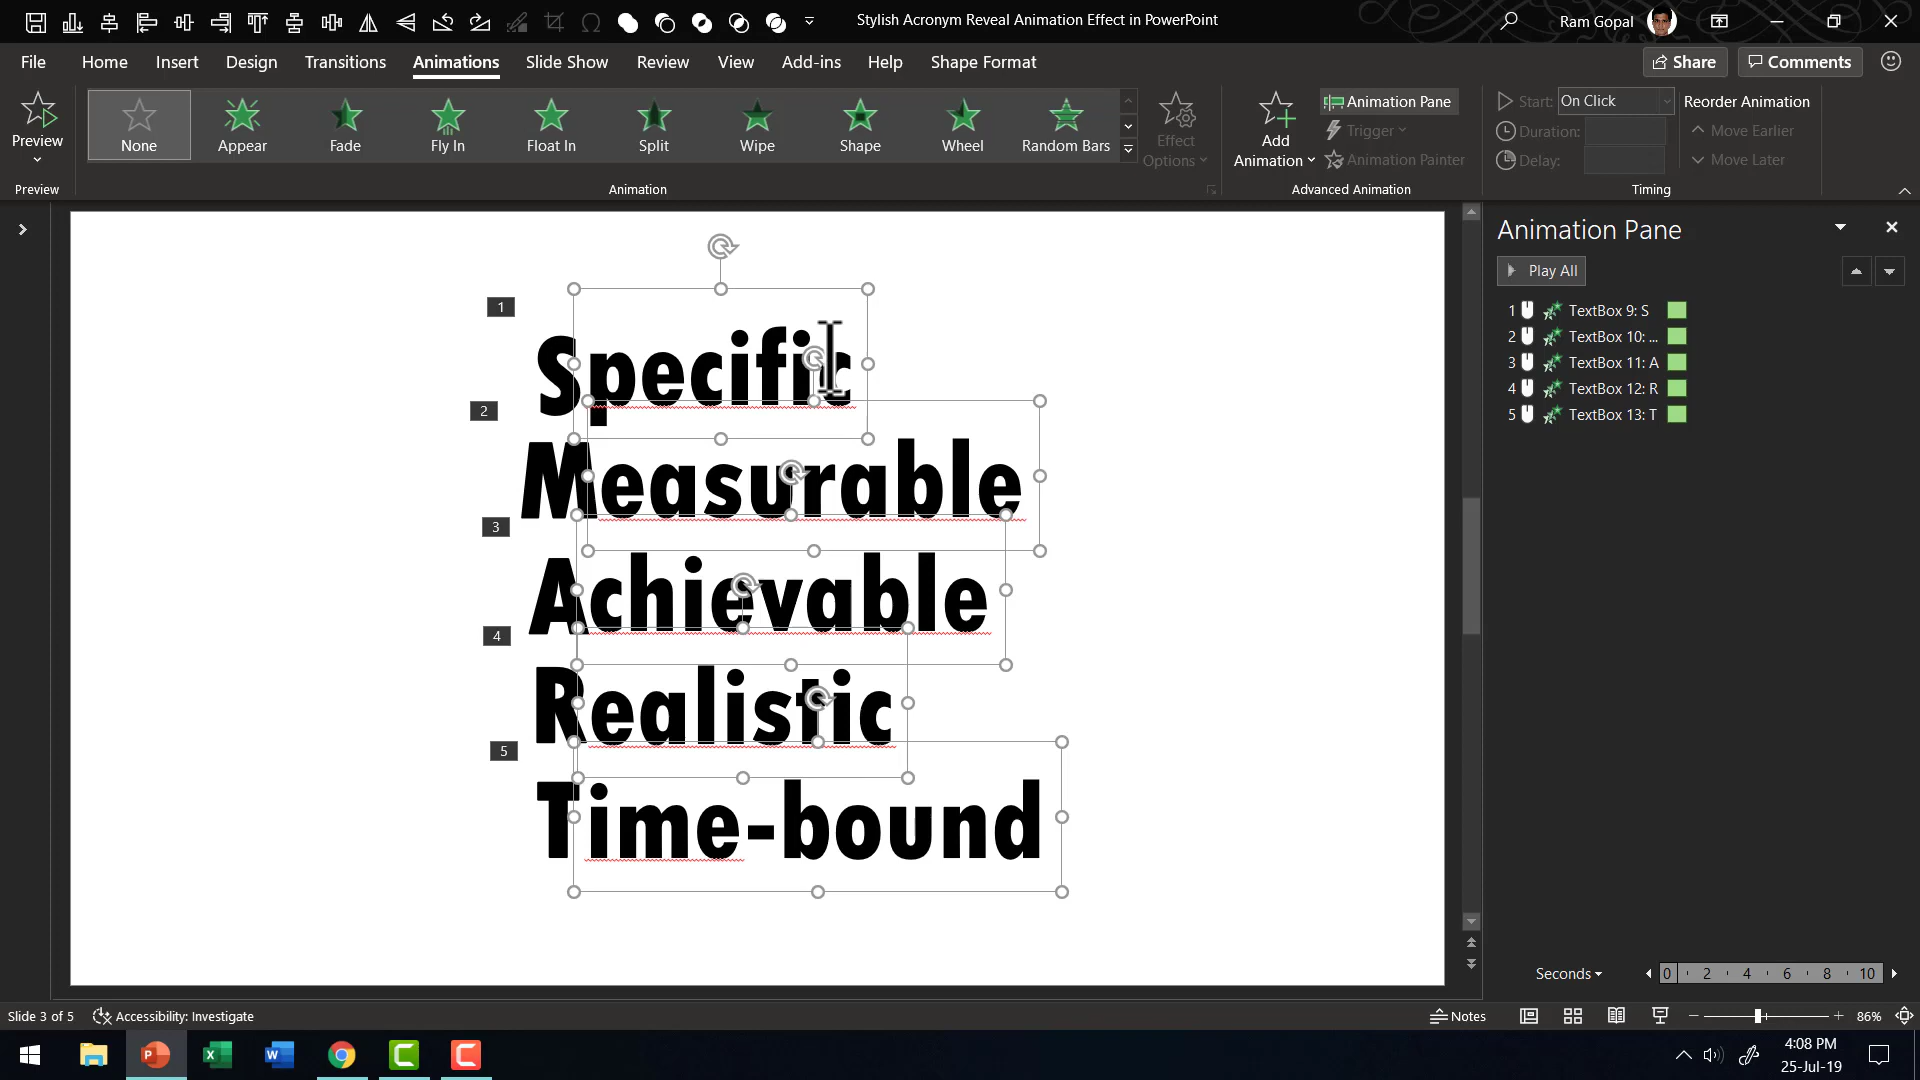 Stylish Acronym Reveal Animation Effect in PowerPoint
Ram Gopal
File Home Insert Design Transitions Animations Slide Show Review View Add-ins Help Shape Format
Share Comments
Preview
None Appear Fade Fly In Float In Split Wipe Shape Wheel Random Bars
Effect Options
Add Animation
Animation Pane
Trigger
Animation Painter
Start: On Click
Duration:
Delay:
Reorder Animation
Move Earlier
Move Later
Preview Animation Advanced Animation Timing
Animation Pane
Play All
1 TextBox 9: S
2 TextBox 10: ...
3 TextBox 11: A
4 TextBox 12: R
5 TextBox 13: T
1
Specific
2
Measurable
3
Achievable
4
Realistic
5
Time-bound
Seconds 0 2 4 6 8 10
Slide 3 of 5 Accessibility: Investigate Notes 86%
4:08 PM
25-Jul-19